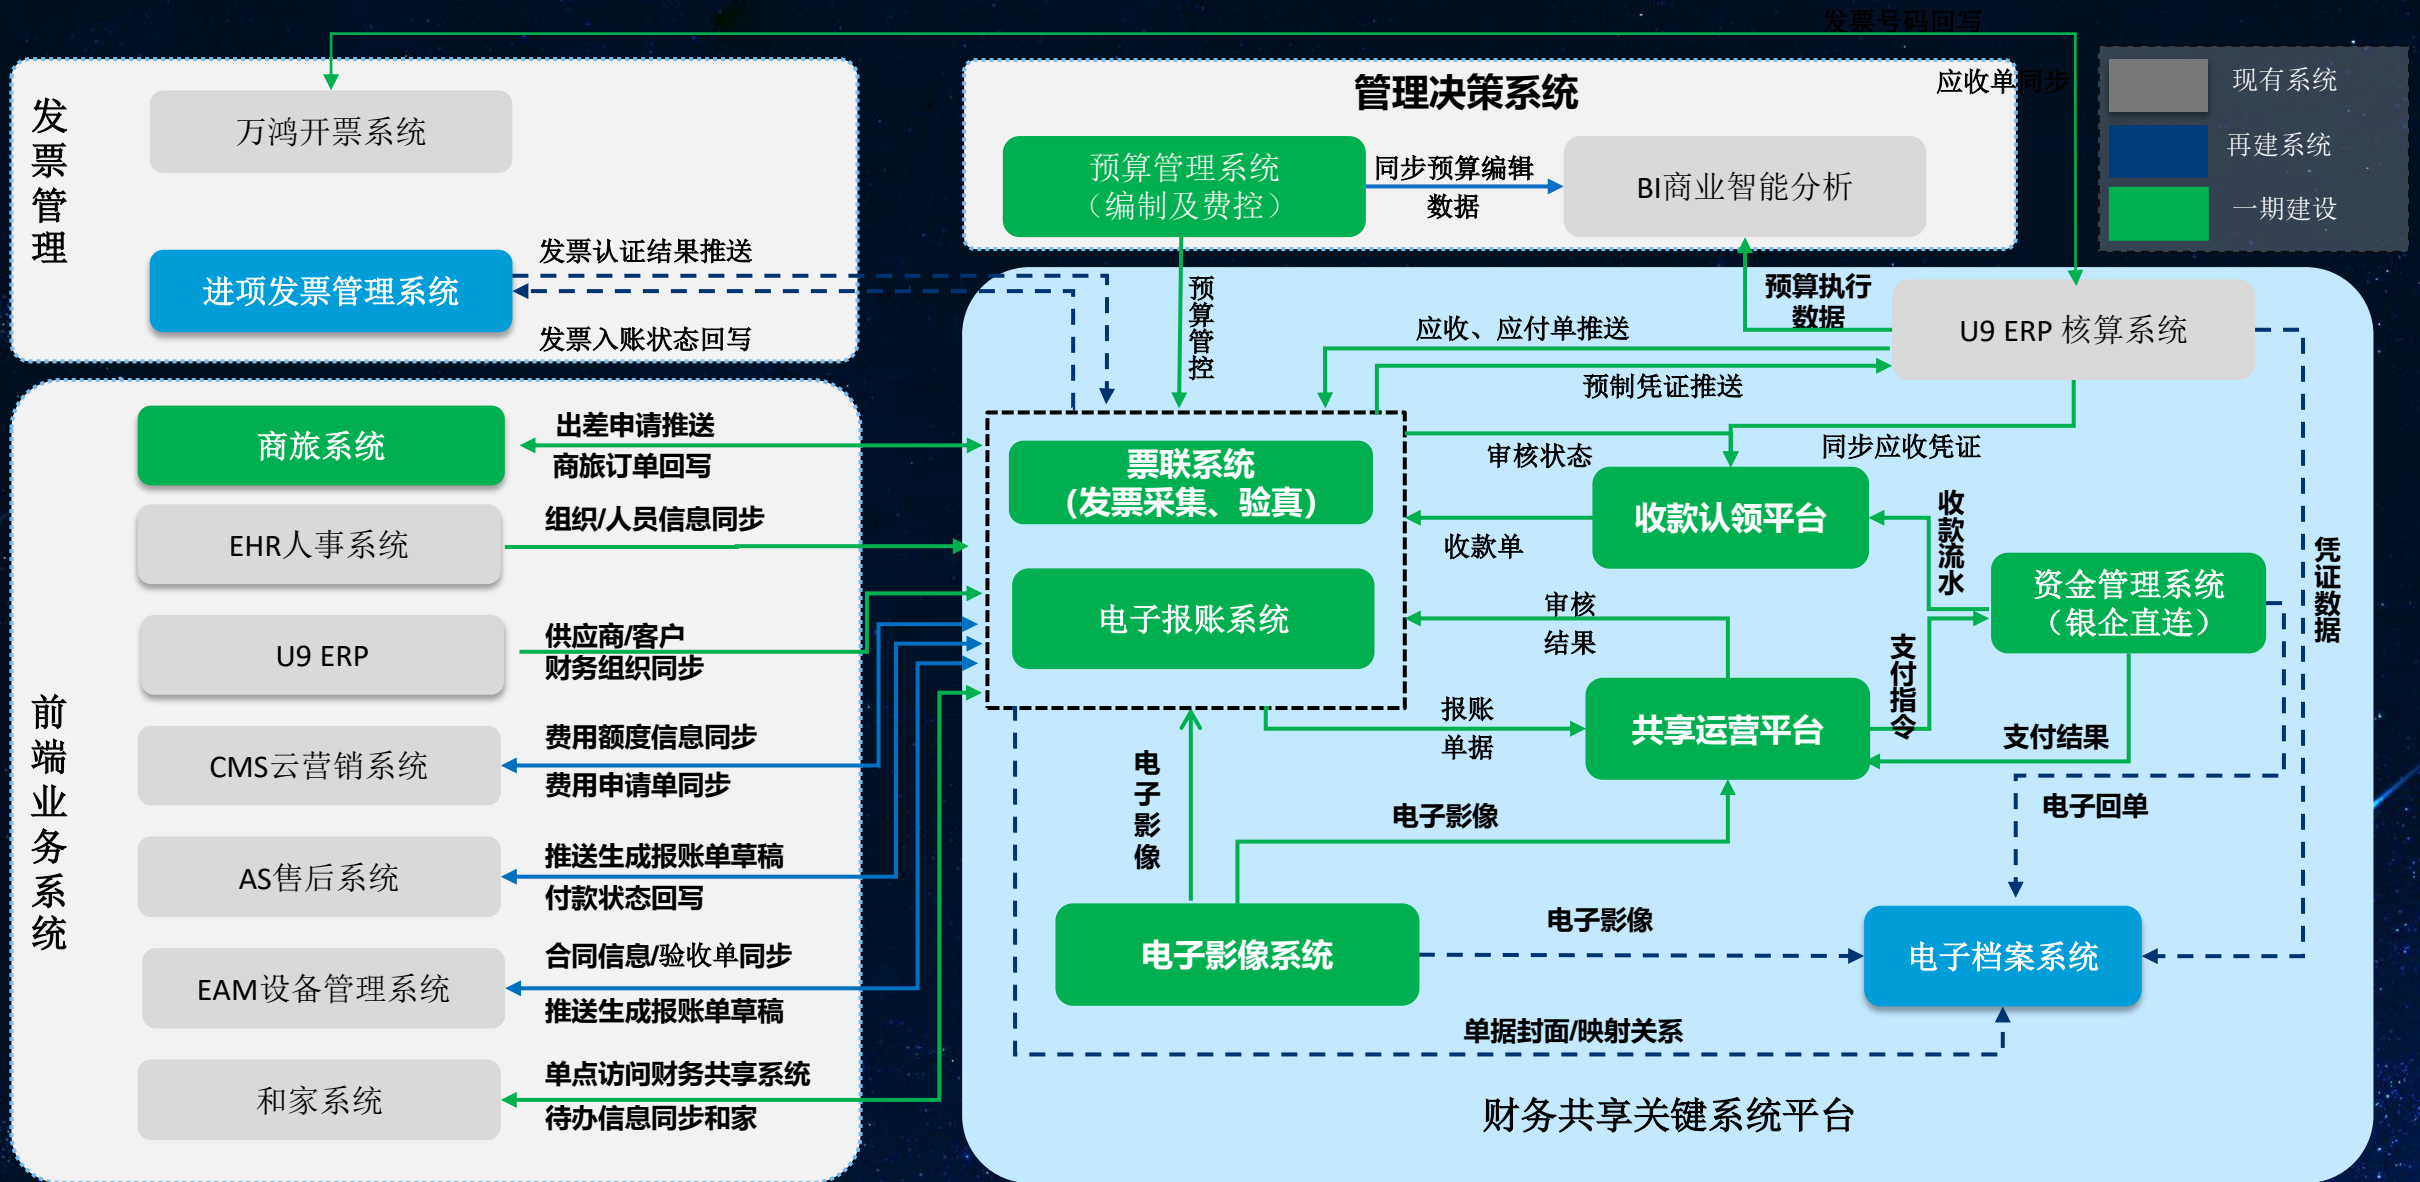 发票号码回写
应收单同步
现有系统
再建系统
一期建设
发票管理
万鸿开票系统
进项发票管理系统
发票认证结果推送
发票入账状态回写
管理决策系统
预算管理系统
（编制及费控）
同步预算编辑
数据
BI商业智能分析
前端业务系统
商旅系统
出差申请推送
商旅订单回写
EHR人事系统
组织/人员信息同步
U9 ERP
供应商/客户
财务组织同步
CMS云营销系统
费用额度信息同步
费用申请单同步
AS售后系统
推送生成报账单草稿
付款状态回写
EAM设备管理系统
合同信息/验收单同步
推送生成报账单草稿
和家系统
单点访问财务共享系统
待办信息同步和家
预算管控
预算执行
数据
U9 ERP 核算系统
应收、应付单推送
预制凭证推送
票联系统
(发票采集、验真)
审核状态
同步应收凭证
收款认领平台
收款单
收款流水
资金管理系统
（银企直连）
凭证数据
电子报账系统
审核
结果
支付指令
报账
单据
共享运营平台
支付结果
电子影像
电子影像
电子回单
电子影像系统
电子影像
电子档案系统
单据封面/映射关系
财务共享关键系统平台